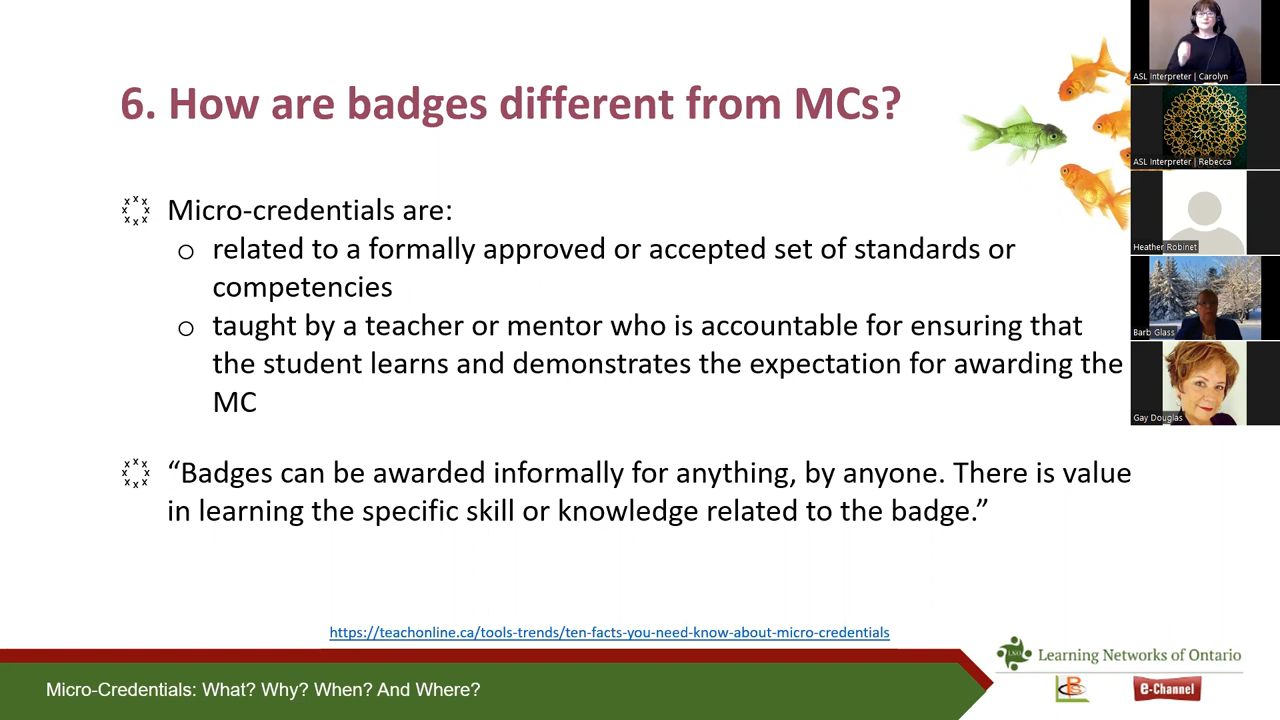 6. How are badges different from MCs?
Micro-credentials are:
o related to a formally approved or accepted set of standards or
competencies
o taught by a teacher or mentor who is accountable for ensuring that
the student learns and demonstrates the expectation for awarding the
MC
“Badges can be awarded informally for anything, by anyone. There is value
in learning the specific skill or knowledge related to the badge.”
https://teachonline.ca/tools-trends/ten-facts-you-need-know-about-micro-credentials
Micro-Credentials: What? Why? When? And Where?
LNO
Learning Networks of Ontario
e-Channel
ASL Interpreter | Carolyn
ASL Interpreter | Rebecca
Heather Robinet
Barb Glass
Gay Douglas